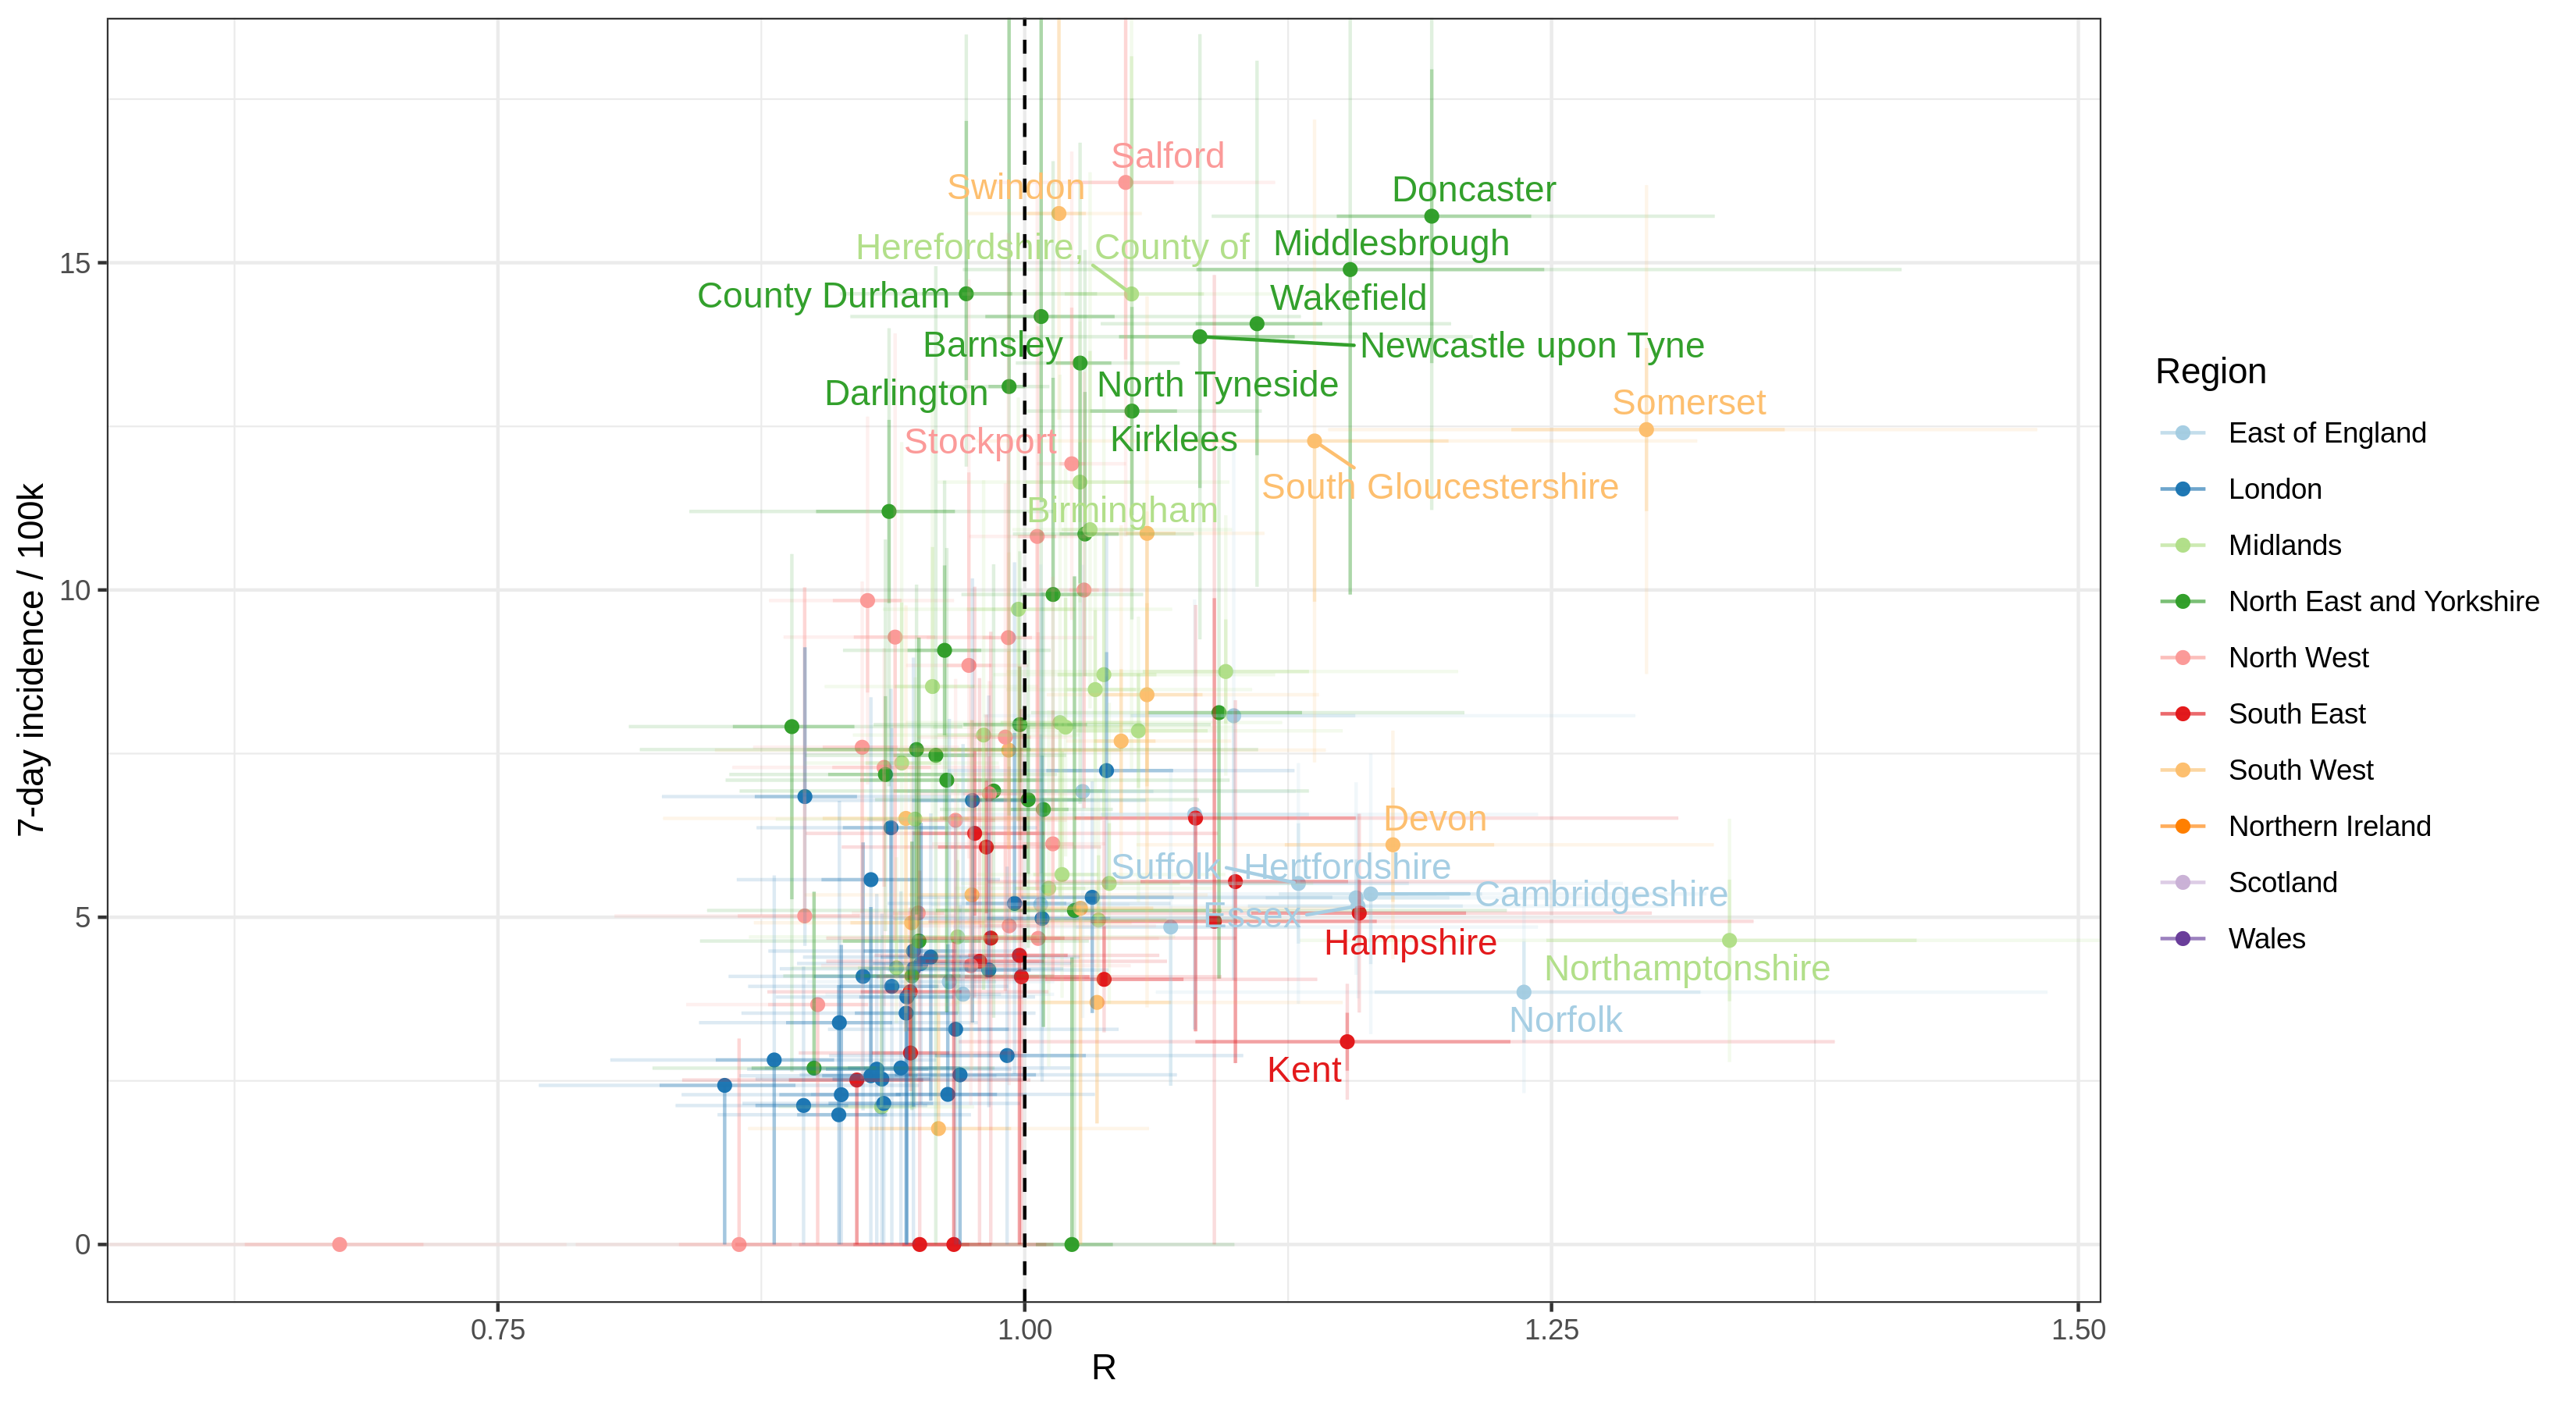 Salford
Swindon
Doncaster
Herefordshire, County of
Middlesbrough
County Durham
Wakefield
Barnsley
Newcastle upon Tyne
Darlington
North Tyneside
Somerset
Stockport
Kirklees
South Gloucestershire
Birmingham
Devon
Suffolk
Hertfordshire
Cambridgeshire
Essex
Hampshire
Northamptonshire
Norfolk
Kent
15
10
5
0
7-day incidence / 100k
0.75
1.00
1.25
1.50
R
Region
East of England
London
Midlands
North East and Yorkshire
North West
South East
South West
Northern Ireland
Scotland
Wales